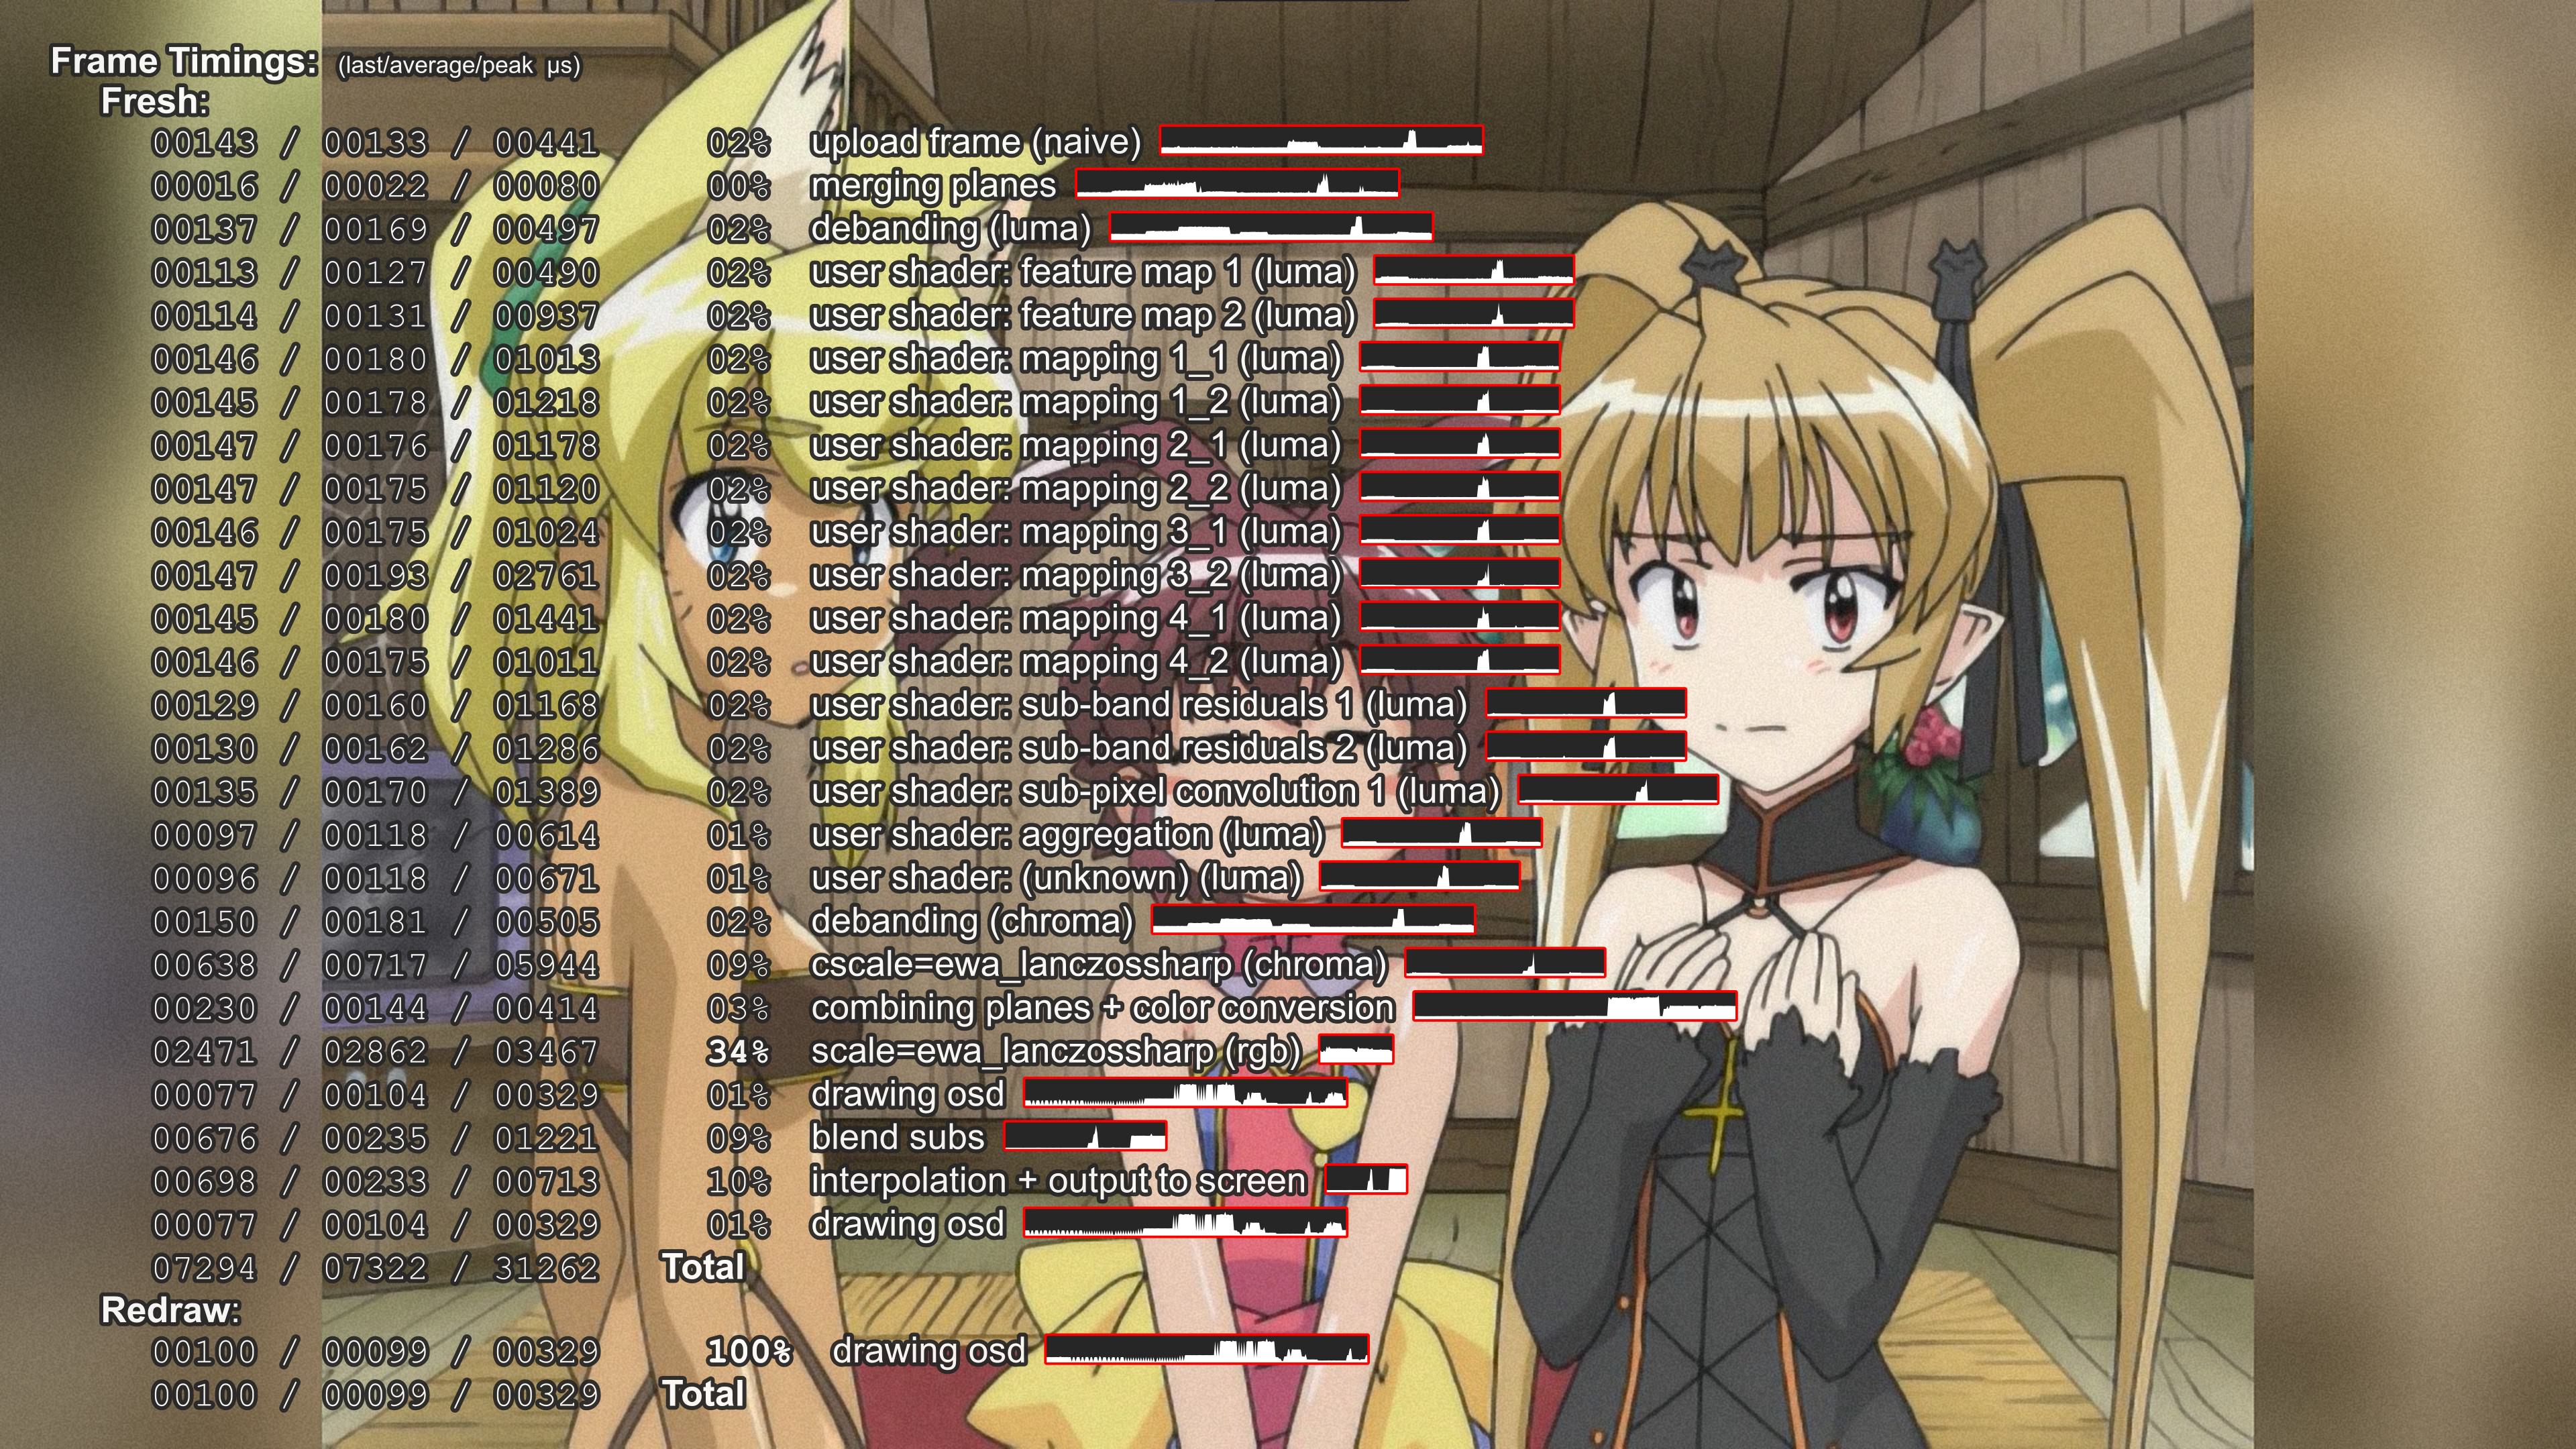 Frame Timings: (last/average/peak μs)
Fresh:
00143 / 00133 / 00441 02% upload frame (naive)
00016 / 00022 / 00080 00% merging planes
00137 / 00169 / 00497 02% debanding (luma)
00113 / 00127 / 00490 02% user shader: feature map 1 (luma)
00114 / 00131 / 00937 02% user shader: feature map 2 (luma)
00146 / 00180 / 01013 02% user shader: mapping 1_1 (luma)
00145 / 00178 / 01218 02% user shader: mapping 1_2 (luma)
00147 / 00176 / 01178 02% user shader: mapping 2_1 (luma)
00147 / 00175 / 01120 02% user shader: mapping 2_2 (luma)
00146 / 00175 / 01024 02% user shader: mapping 3_1 (luma)
00147 / 00193 / 02761 02% user shader: mapping 3_2 (luma)
00145 / 00180 / 01441 02% user shader: mapping 4_1 (luma)
00146 / 00175 / 01011 02% user shader: mapping 4_2 (luma)
00129 / 00160 / 01168 02% user shader: sub-band residuals 1 (luma)
00130 / 00162 / 01286 02% user shader: sub-band residuals 2 (luma)
00135 / 00170 / 01389 02% user shader: sub-pixel convolution 1 (luma)
00097 / 00118 / 00614 01% user shader: aggregation (luma)
00096 / 00118 / 00671 01% user shader: (unknown) (luma)
00150 / 00181 / 00505 02% debanding (chroma)
00638 / 00717 / 05944 09% cscale=ewa_lanczossharp (chroma)
00230 / 00144 / 00414 03% combining planes + color conversion
02471 / 02862 / 03467 34% scale=ewa_lanczossharp (rgb)
00077 / 00104 / 00329 01% drawing osd
00676 / 00235 / 01221 09% blend subs
00698 / 00233 / 00713 10% interpolation + output to screen
00077 / 00104 / 00329 01% drawing osd
07294 / 07322 / 31262 Total
Redraw:
00100 / 00099 / 00329 100% drawing osd
00100 / 00099 / 00329 Total